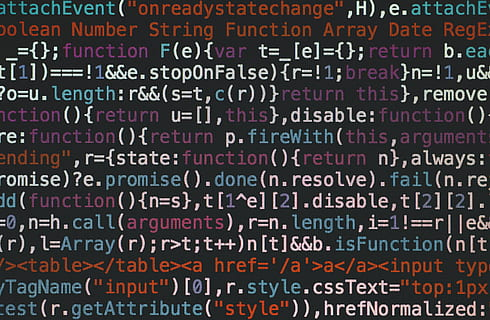 attachEvent("onreadystatechange",H),e.attachE
oolean Number String Function Array Date RegE
_={};function F(e){var t=_[e]={};return b.ea
t[1])===!1&&e.stopOnFalse){r=!1;break}n=!1,u&
?o=u.length:r&&(s=t,c(r))}return this},remove
nction(){return u=[],this},disable:function()
re:function(){return p.fireWith(this,argument
ending",r={state:function(){return n},always:
romise)?e.promise().done(n.resolve).fail(n.re
dd(function(){n=s},t[1^e][2].disable,t[2][2].
=0,n=h.call(arguments),r=n.length,i=1!==r||e&
(r),l=Array(r);r>t;t++)n[t]&&b.isFunction(n[t
/><table></table><a href='/a'>a</a><input typ
yTagName("input")[0],r.style.cssText="top:1px
test(r.getAttribute("style")),hrefNormalized: